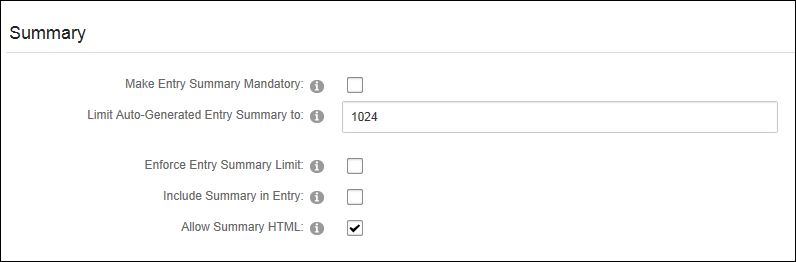 Summary
Make Entry Summary Mandatory:
Limit Auto-Generated Entry Summary to: 1024
Enforce Entry Summary Limit:
Include Summary in Entry:
Allow Summary HTML: